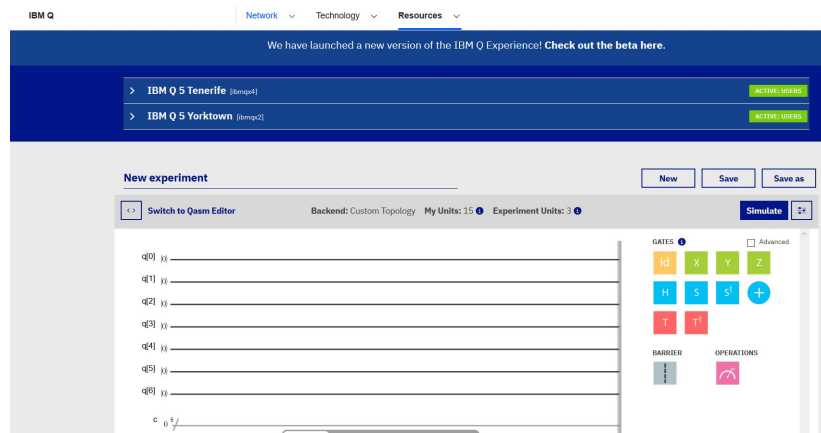 IBM Q Network Technology Resources
We have launched a new version of the IBM Q Experience! Check out the beta here.
IBM Q 5 Tenerife [ibmqx4] ACTIVE: USERS
IBM Q 5 Yorktown [ibmqx2] ACTIVE: USERS
New experiment New Save Save as
<> Switch to Qasm Editor Backend: Custom Topology My Units: 15 Experiment Units: 3 Simulate
GATES Advanced
q[0] |0⟩
id X Y Z
q[1] |0⟩
q[2] |0⟩
H S S† +
q[3] |0⟩
T T†
q[4] |0⟩
BARRIER OPERATIONS
q[5] |0⟩
q[6] |0⟩
c 0